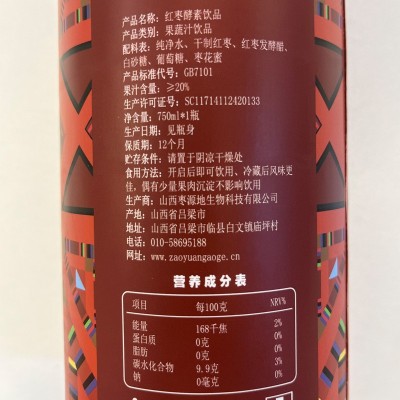 产品名称：红枣酵素饮品
产品类别：果蔬汁饮品
配料表：纯净水、干制红枣、红枣发酵醋、
白砂糖、葡萄糖、枣花蜜
产品标准代号：GB7101
果汁含量：≥20%
生产许可证号：SC11714112420133
净含量：750ml*1瓶
生产日期：见瓶身
保质期：12个月
贮存条件：请置于阴凉干燥处
食用方法：开启后即可饮用、冷藏后风味更
佳，偶有少量果肉沉淀不影响饮用
生产商：山西枣源地生物科技有限公司
产地：山西省吕梁市
地址：山西省吕梁市临县白文镇庙坪村
电话：010-58695188
网址：www.zaoyuangaoge.cn
营养成分表
项目 每100克 NRV%
能量 168千焦 2%
蛋白质 0克 0%
脂肪 0克 0%
碳水化合物 9.9克 3%
钠 0毫克 0%